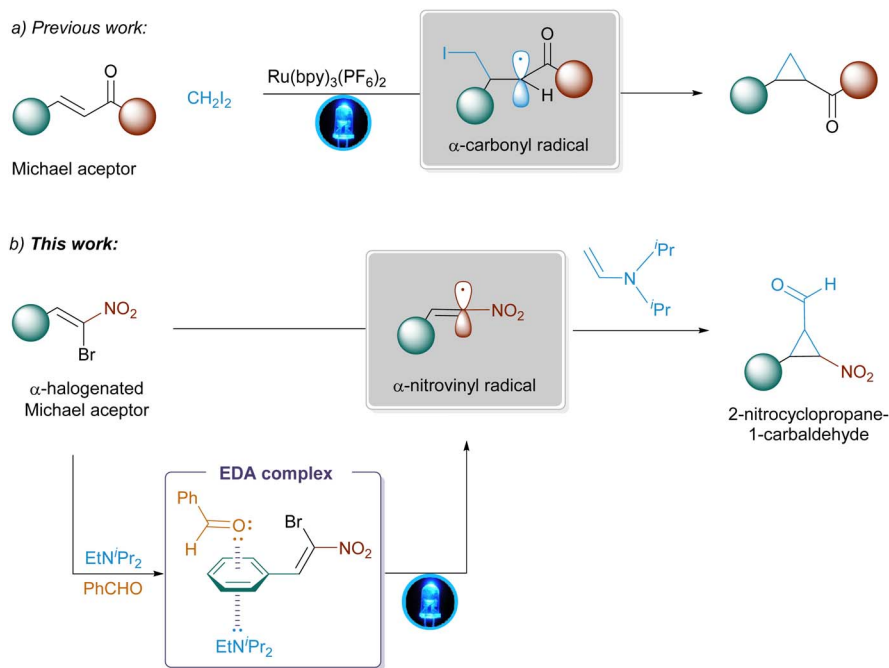 a) Previous work:
O
Michael aceptor
CH₂I₂
Ru(bpy)₃(PF₆)₂
I
O
H
α-carbonyl radical
O
b) This work:
NO₂
Br
α-halogenated
Michael aceptor
NO₂
α-nitrovinyl radical
ⁱPr
N
ⁱPr
O
H
NO₂
2-nitrocyclopropane-
1-carbaldehyde
EtNⁱPr₂
PhCHO
EDA complex
Ph
O:
H
Br
NO₂
EtNⁱPr₂